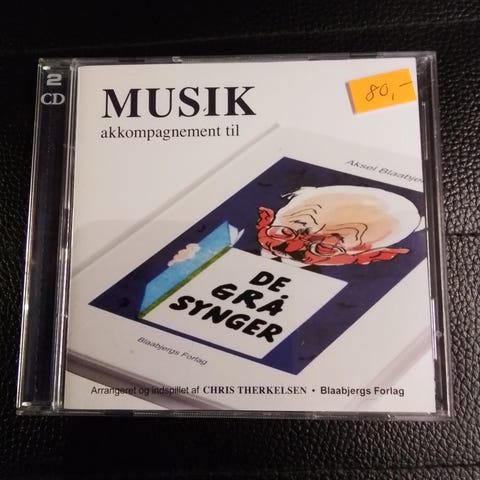 2
CD
MUSIK
akkompagnement til
80,-
Aksel Blaabje
DE
GRÅ
SYNGER
Blaabjergs Forlag
Arrangeret og indspillet af CHRIS THERKELSEN • Blaabjergs Forlag